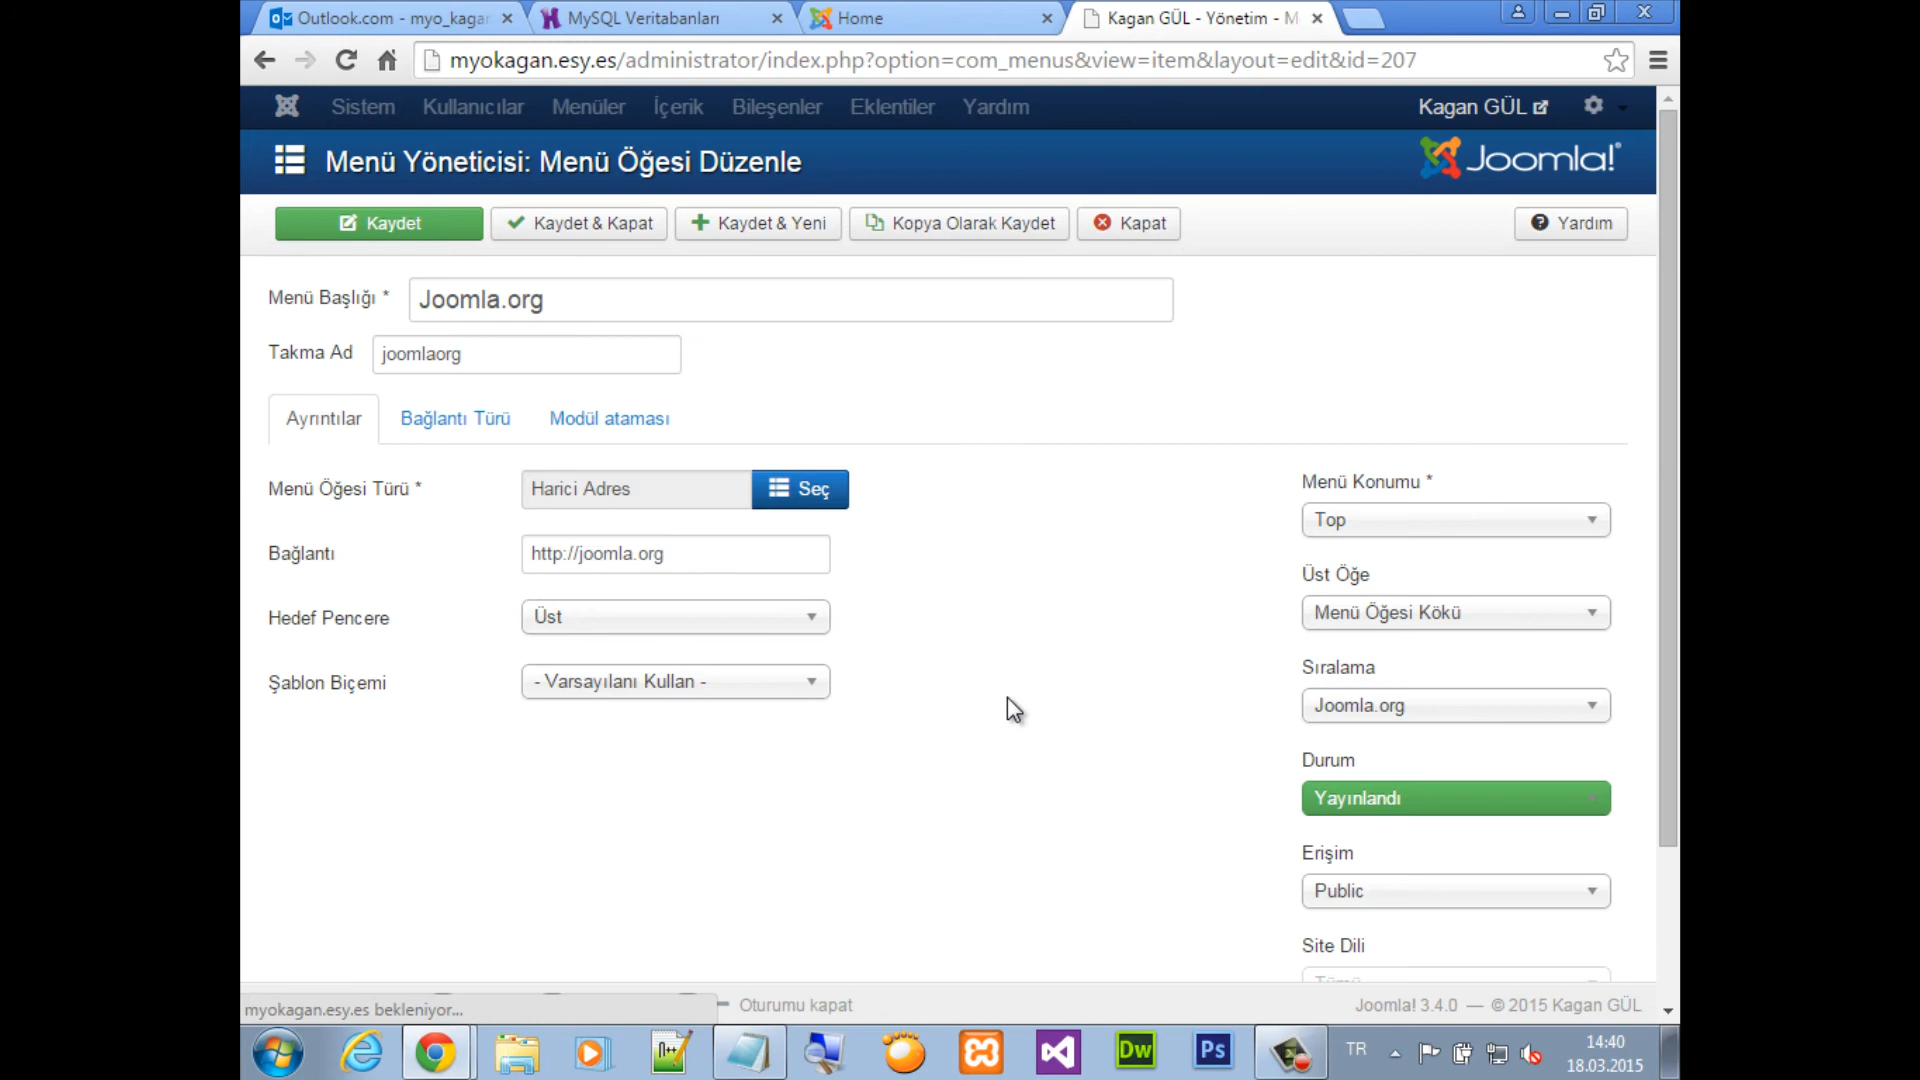 Outlook.com - myo_kagan
MySQL Veritabanları
Home
Kagan GÜL - Yönetim - M
myokagan.esy.es/administrator/index.php?option=com_menus&view=item&layout=edit&id=207
Sistem Kullanıcılar Menüler İçerik Bileşenler Eklentiler Yardım
Kagan GÜL
Menü Yöneticisi: Menü Öğesi Düzenle
Joomla!
Kaydet
Kaydet & Kapat
Kaydet & Yeni
Kopya Olarak Kaydet
Kapat
Yardım
Menü Başlığı *
Joomla.org
Takma Ad
joomlaorg
Ayrıntılar
Bağlantı Türü
Modül ataması
Menü Öğesi Türü *
Harici Adres
Seç
Bağlantı
http://joomla.org
Hedef Pencere
Üst
Şablon Biçemi
- Varsayılanı Kullan -
Menü Konumu *
Top
Üst Öğe
Menü Öğesi Kökü
Sıralama
Joomla.org
Durum
Yayınlandı
Erişim
Public
Site Dili
Tümü
myokagan.esy.es bekleniyor...
Oturumu kapat
Joomla! 3.4.0 — © 2015 Kagan GÜL
Dw
Ps
TR
14:40
18.03.2015